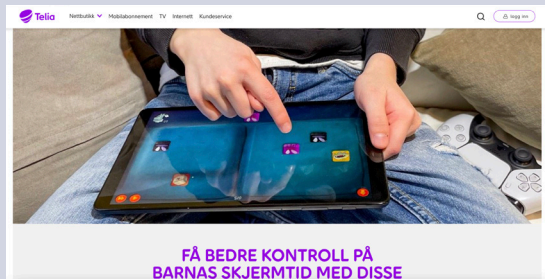 Telia Nettbutikk Mobilabonnement TV Internett Kundeservice logg inn
FÅ BEDRE KONTROLL PÅ
BARNAS SKJERMTID MED DISSE